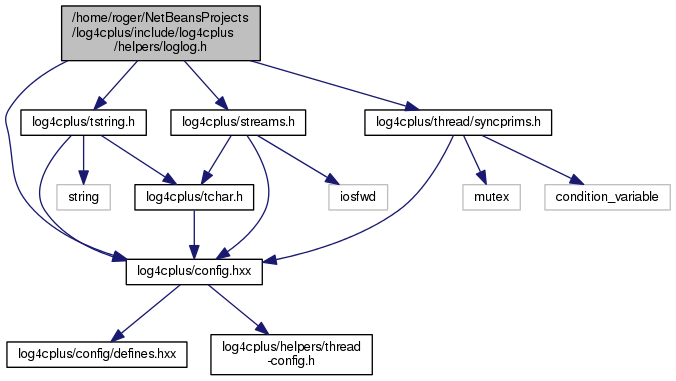 /home/roger/NetBeansProjects
/log4cplus/include/log4cplus
/helpers/loglog.h
log4cplus/tstring.h
log4cplus/streams.h
log4cplus/thread/syncprims.h
string
log4cplus/tchar.h
iosfwd
mutex
condition_variable
log4cplus/config.hxx
log4cplus/config/defines.hxx
log4cplus/helpers/thread
-config.h